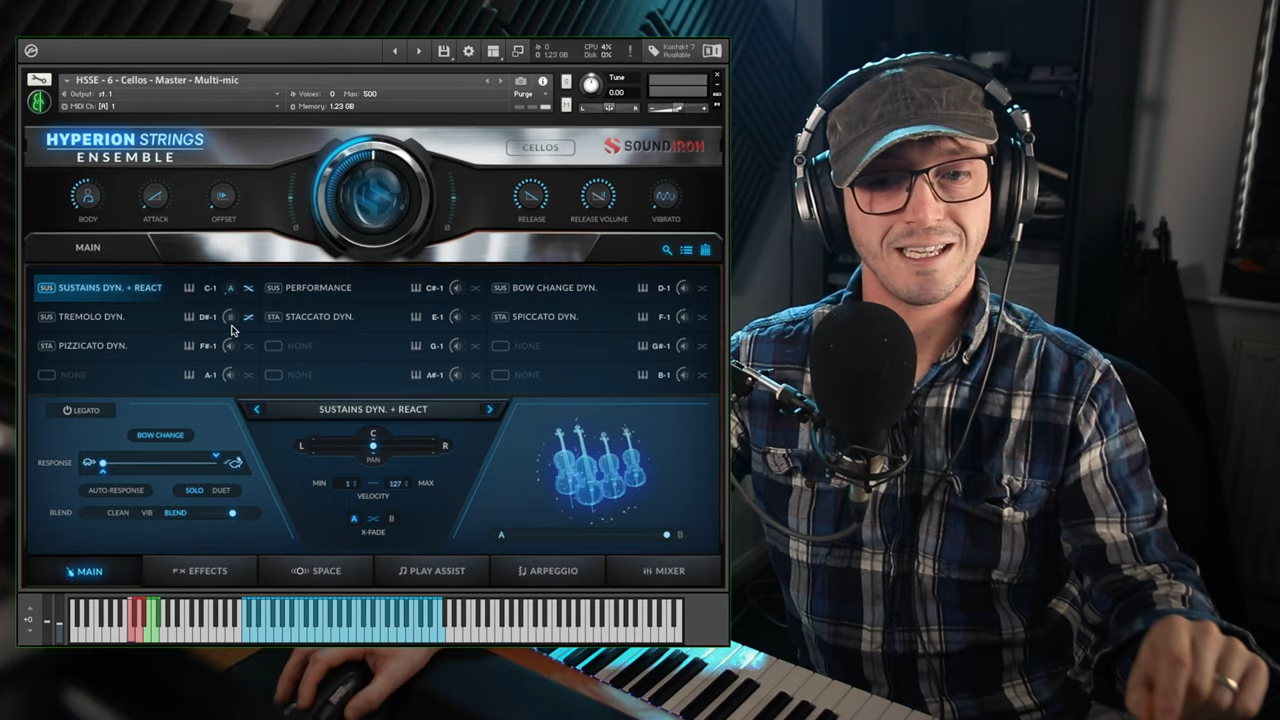 0
1.23 GB
CPU 4%
Disk 0%
!
Kontakt 7
Available
HSSE - 6 - Cellos - Master - Multi-mic
Output: st.1
Voices: 0 Max: 500
Purge
MIDI Ch: [A] 1
Memory: 1.23 GB
S
M
Tune
0.00
L R
HYPERION STRINGS
ENSEMBLE
CELLOS
SOUNDIRON
BODY
ATTACK
OFFSET
RELEASE
RELEASE VOLUME
VIBRATO
MAIN
SUS SUSTAINS DYN. + REACT C-1 A
SUS PERFORMANCE C#-1
SUS BOW CHANGE DYN. D-1
SUS TREMOLO DYN. D#-1 B
STA STACCATO DYN. E-1
STA SPICCATO DYN. F-1
STA PIZZICATO DYN. F#-1
NONE G-1
NONE G#-1
NONE A-1
NONE A#-1
NONE B-1
LEGATO
SUSTAINS DYN. + REACT
BOW CHANGE
RESPONSE
AUTO-RESPONSE SOLO DUET
BLEND CLEAN VIB BLEND
C
L R
PAN
MIN 1 127 MAX
VELOCITY
A B
X-FADE
A B
MAIN
FX EFFECTS
SPACE
PLAY ASSIST
ARPEGGIO
MIXER
+0